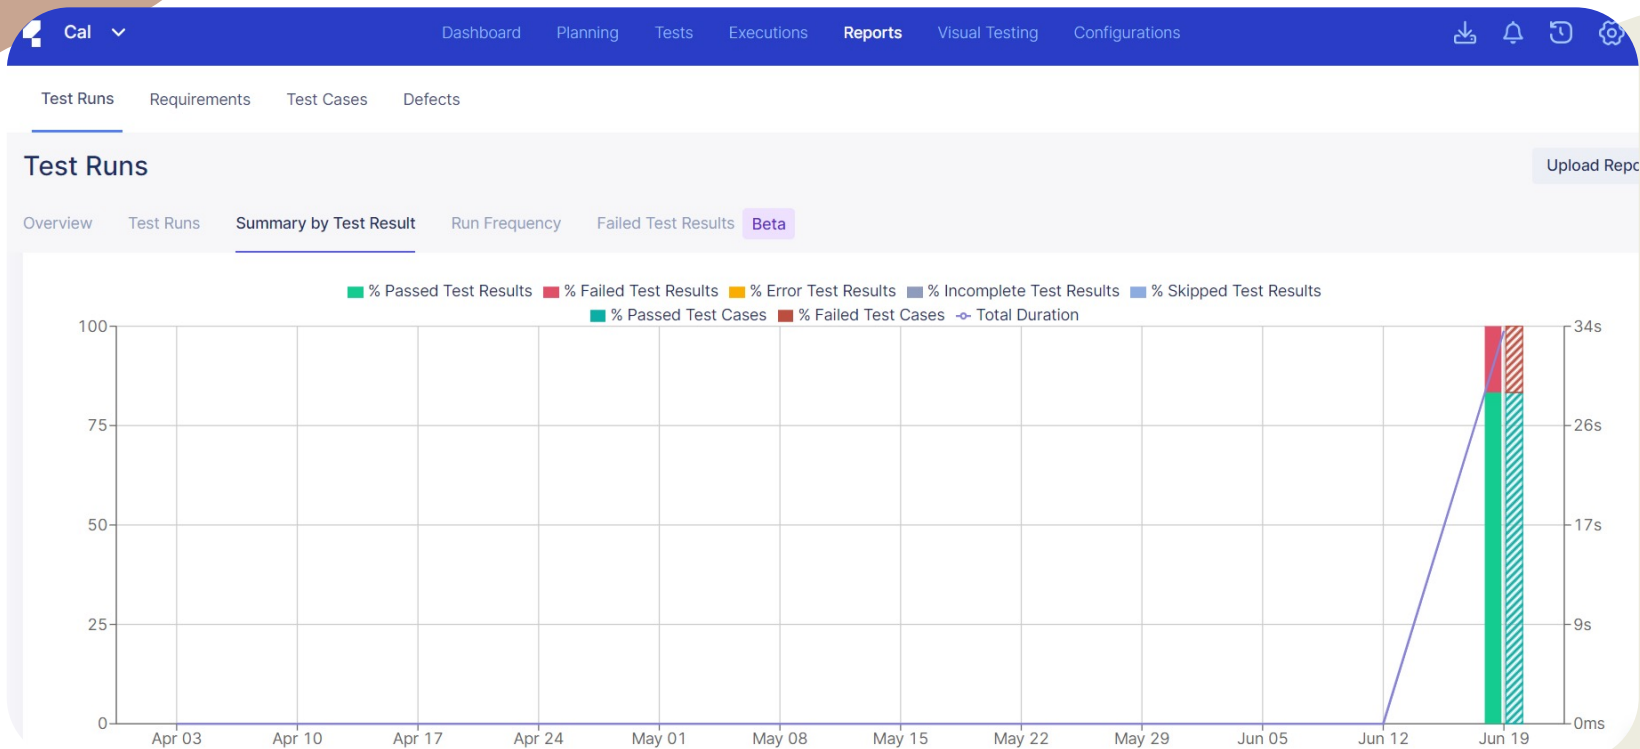 Cal
Dashboard Planning Tests Executions Reports Visual Testing Configurations
Test Runs Requirements Test Cases Defects
Test Runs
Upload Repo
Overview Test Runs Summary by Test Result Run Frequency Failed Test Results Beta
% Passed Test Results % Failed Test Results % Error Test Results % Incomplete Test Results % Skipped Test Results
% Passed Test Cases % Failed Test Cases Total Duration
100 34s
75 26s
50 17s
25 9s
0 0ms
Apr 03 Apr 10 Apr 17 Apr 24 May 01 May 08 May 15 May 22 May 29 Jun 05 Jun 12 Jun 19